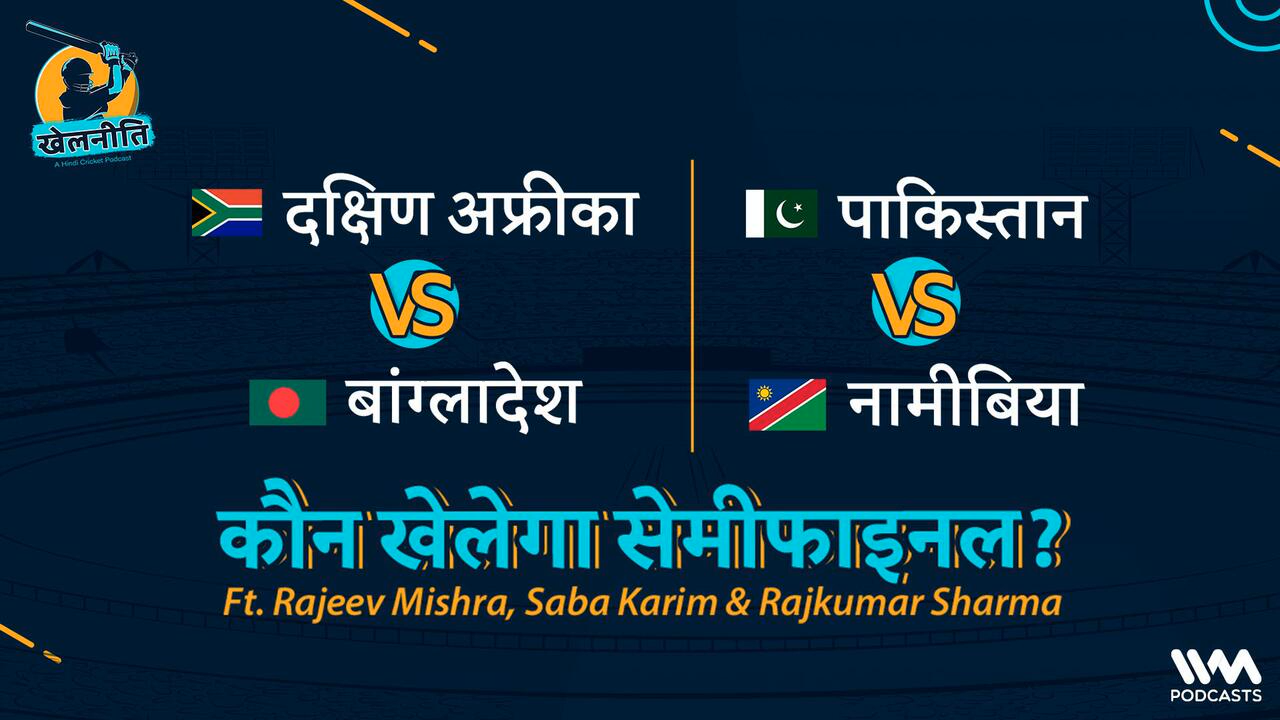 खेलनीति
A Hindi Cricket Podcast
दक्षिण अफ्रीका
VS
बांग्लादेश
पाकिस्तान
VS
नामीबिया
कौन खेलेगा सेमीफाइनल?
Ft. Rajeev Mishra, Saba Karim & Rajkumar Sharma
IVM
PODCASTS